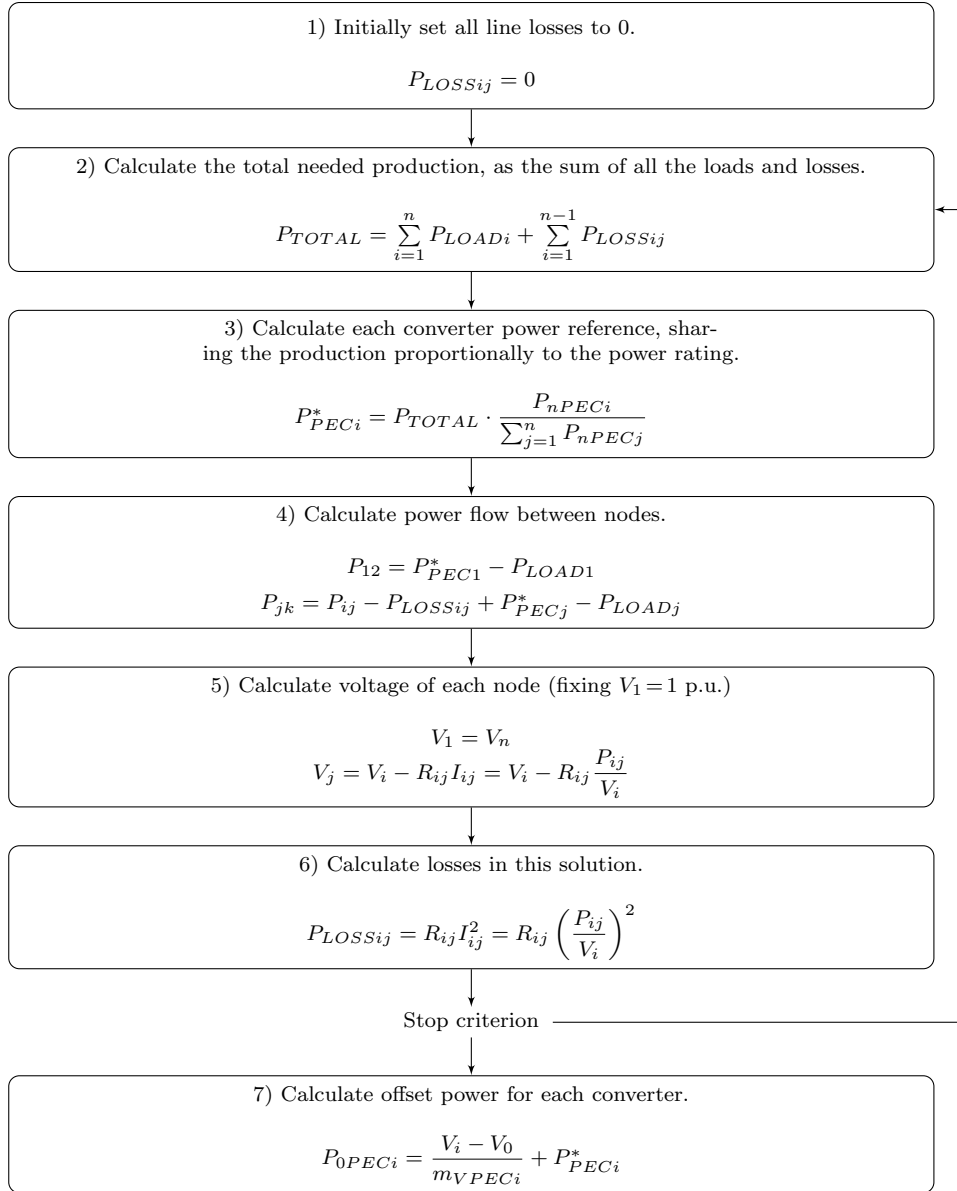 1) Initially set all line losses to 0.
P_{LOSSij} = 0
2) Calculate the total needed production, as the sum of all the loads and losses.
P_{TOTAL} = \sum_{i=1}^{n} P_{LOADi} + \sum_{i=1}^{n-1} P_{LOSSij}
3) Calculate each converter power reference, shar-
ing the production proportionally to the power rating.
P^*_{PECi} = P_{TOTAL} \cdot \frac{P_{nPECi}}{\sum_{j=1}^{n} P_{nPECj}}
4) Calculate power flow between nodes.
P_{12} = P^*_{PEC1} - P_{LOAD1}
P_{jk} = P_{ij} - P_{LOSSij} + P^*_{PECj} - P_{LOADj}
5) Calculate voltage of each node (fixing V_1 = 1 p.u.)
V_1 = V_n
V_j = V_i - R_{ij} I_{ij} = V_i - R_{ij} \frac{P_{ij}}{V_i}
6) Calculate losses in this solution.
P_{LOSSij} = R_{ij} I_{ij}^2 = R_{ij} \left( \frac{P_{ij}}{V_i} \right)^2
Stop criterion
7) Calculate offset power for each converter.
P_{0PECi} = \frac{V_i - V_0}{m_{VPECi}} + P^*_{PECi}